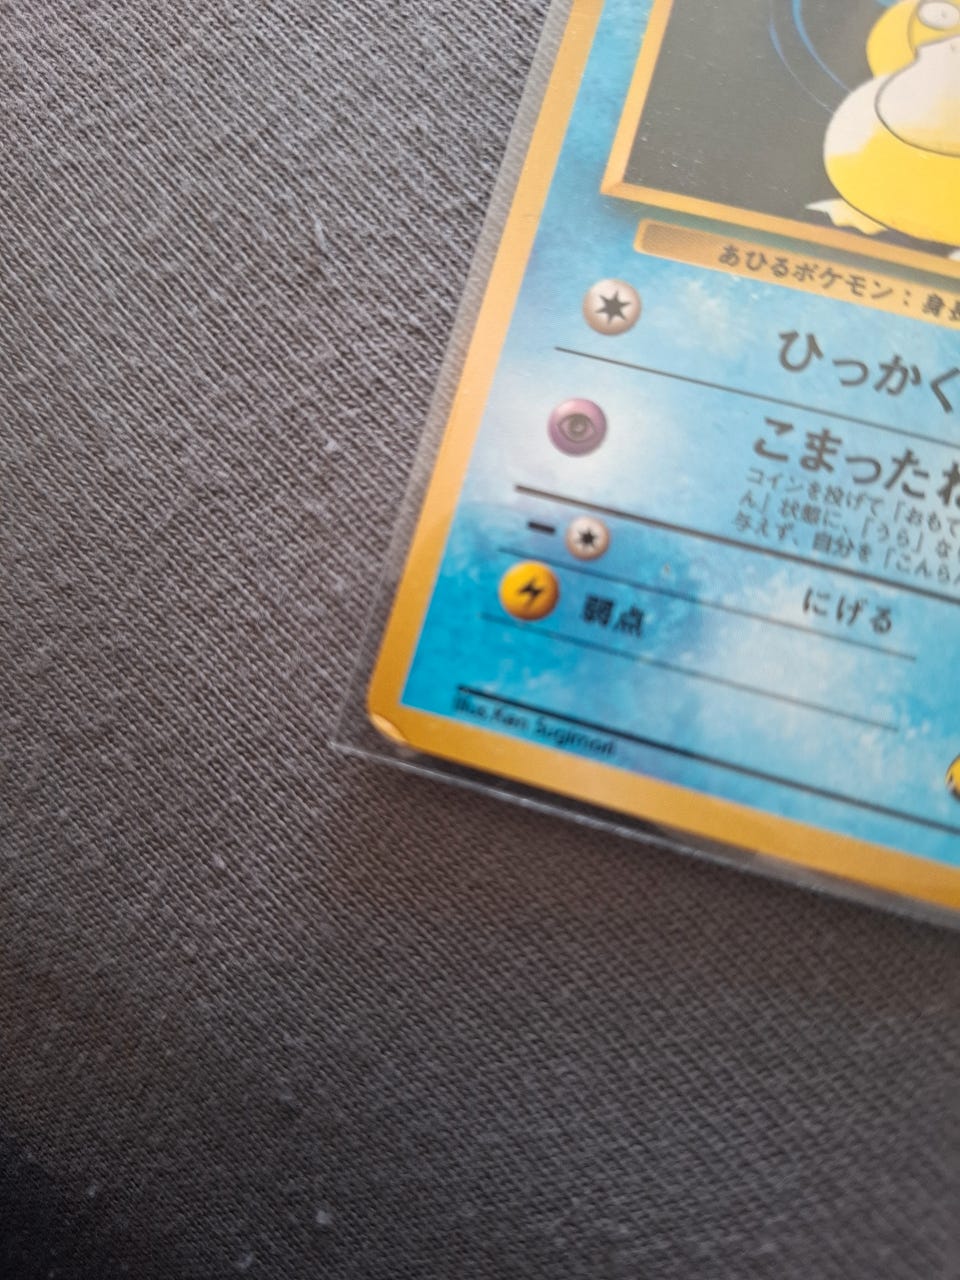 あひるポケモン：身長
ひっかく
こまったね
コインを投げて「おもて
ん」状態に、「うら」な
与えず、自分を「こんらん
にげる
弱点
Illus. Ken Sugimori